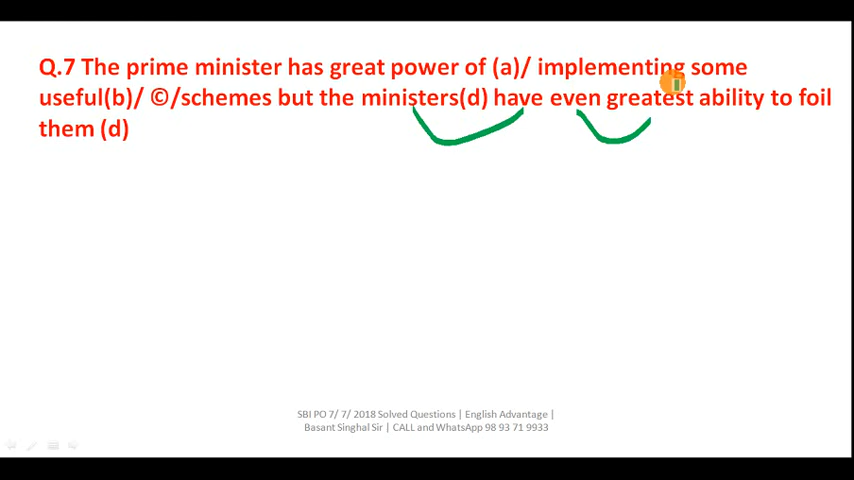 Q.7 The prime minister has great power of (a)/ implementing some
useful(b)/ ©/schemes but the ministers(d) have even greatest ability to foil
them (d)
SBI PO 7/ 7/ 2018 Solved Questions | English Advantage |
Basant Singhal Sir | CALL and WhatsApp 98 93 71 9933